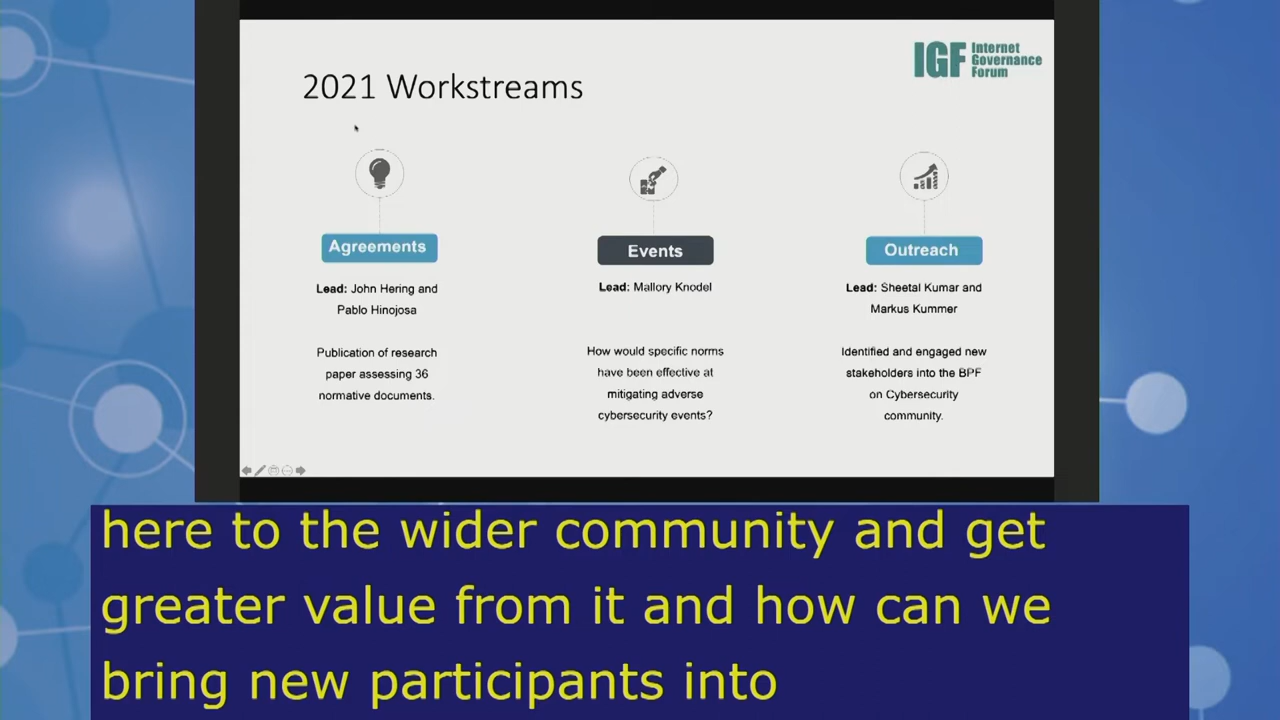 IGF Internet
Governance
Forum
2021 Workstreams
Agreements
Lead: John Hering and
Pablo Hinojosa
Publication of research
paper assessing 36
normative documents.
Events
Lead: Mallory Knodel
How would specific norms
have been effective at
mitigating adverse
cybersecurity events?
Outreach
Lead: Sheetal Kumar and
Markus Kummer
Identified and engaged new
stakeholders into the BPF
on Cybersecurity
community.
here to the wider community and get
greater value from it and how can we
bring new participants into